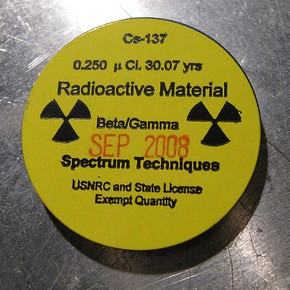 Cs-137
0.250 μ Ci. 30.07 yrs
Radioactive Material
Beta/Gamma
SEP 2008
Spectrum Techniques
USNRC and State License
Exempt Quantity